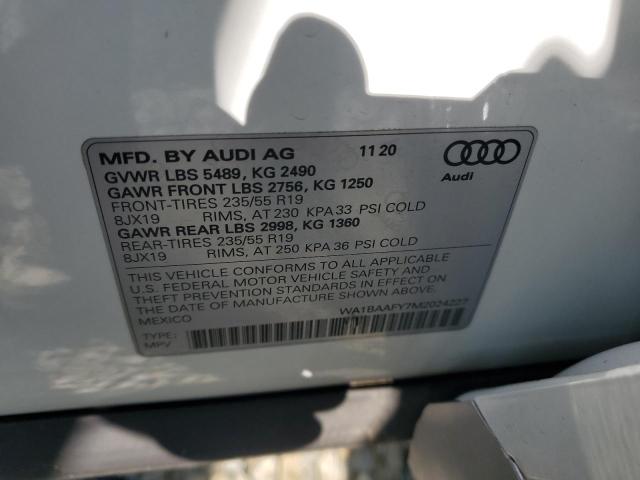 MFD. BY AUDI AG 11 20
GVWR LBS 5489, KG 2490
GAWR FRONT LBS 2756, KG 1250
FRONT-TIRES 235/55 R19
8JX19 RIMS, AT 230 KPA 33 PSI COLD
GAWR REAR LBS 2998, KG 1360
REAR-TIRES 235/55 R19
8JX19 RIMS, AT 250 KPA 36 PSI COLD
Audi
THIS VEHICLE CONFORMS TO ALL APPLICABLE
U.S. FEDERAL MOTOR VEHICLE SAFETY AND
THEFT PREVENTION STANDARDS IN EFFECT ON
THE DATE OF MANUFACTURE SHOWN ABOVE.
MEXICO
WA1BAAFY7M2024227
TYPE:
MPV